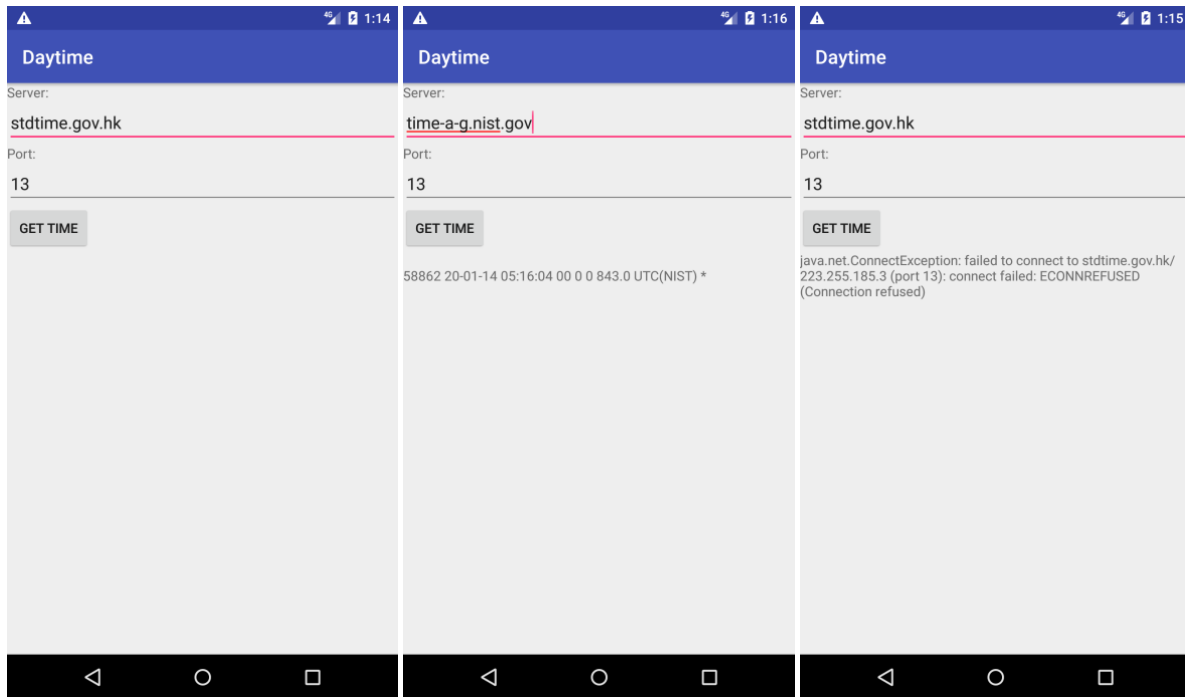 4G 1:14
Daytime
Server:
stdtime.gov.hk
Port:
13
GET TIME
4G 1:16
Daytime
Server:
time-a-g.nist.gov
Port:
13
GET TIME
58862 20-01-14 05:16:04 00 0 0 843.0 UTC(NIST) *
4G 1:15
Daytime
Server:
stdtime.gov.hk
Port:
13
GET TIME
java.net.ConnectException: failed to connect to stdtime.gov.hk/
223.255.185.3 (port 13): connect failed: ECONNREFUSED
(Connection refused)